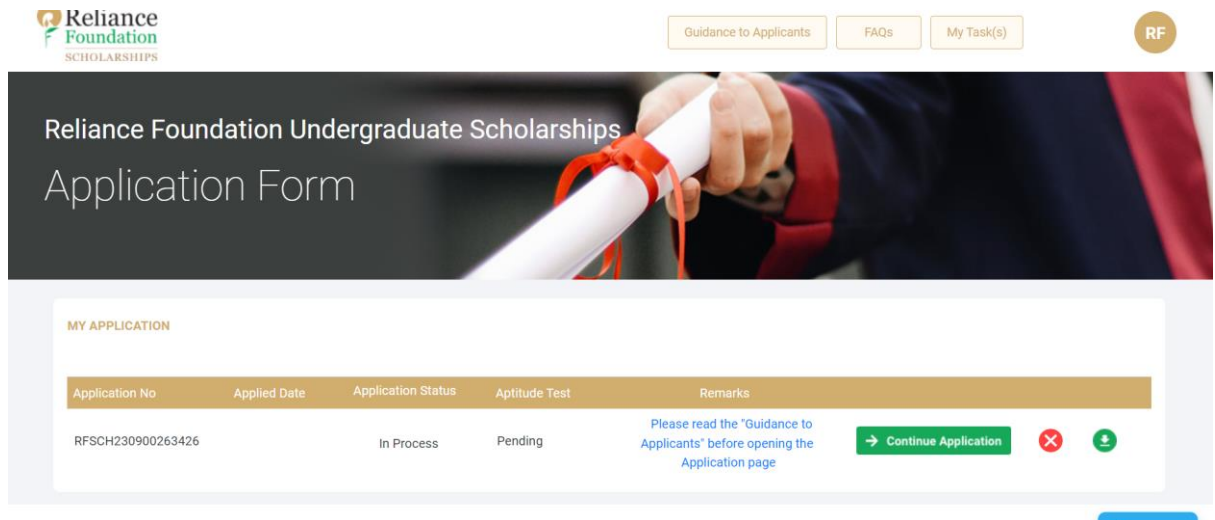 Reliance
Foundation
SCHOLARSHIPS
Guidance to Applicants
FAQs
My Task(s)
RF
Reliance Foundation Undergraduate Scholarships
Application Form
MY APPLICATION
Application No Applied Date Application Status Aptitude Test Remarks
RFSCH230900263426 In Process Pending
Please read the "Guidance to
Applicants" before opening the
Application page
Continue Application